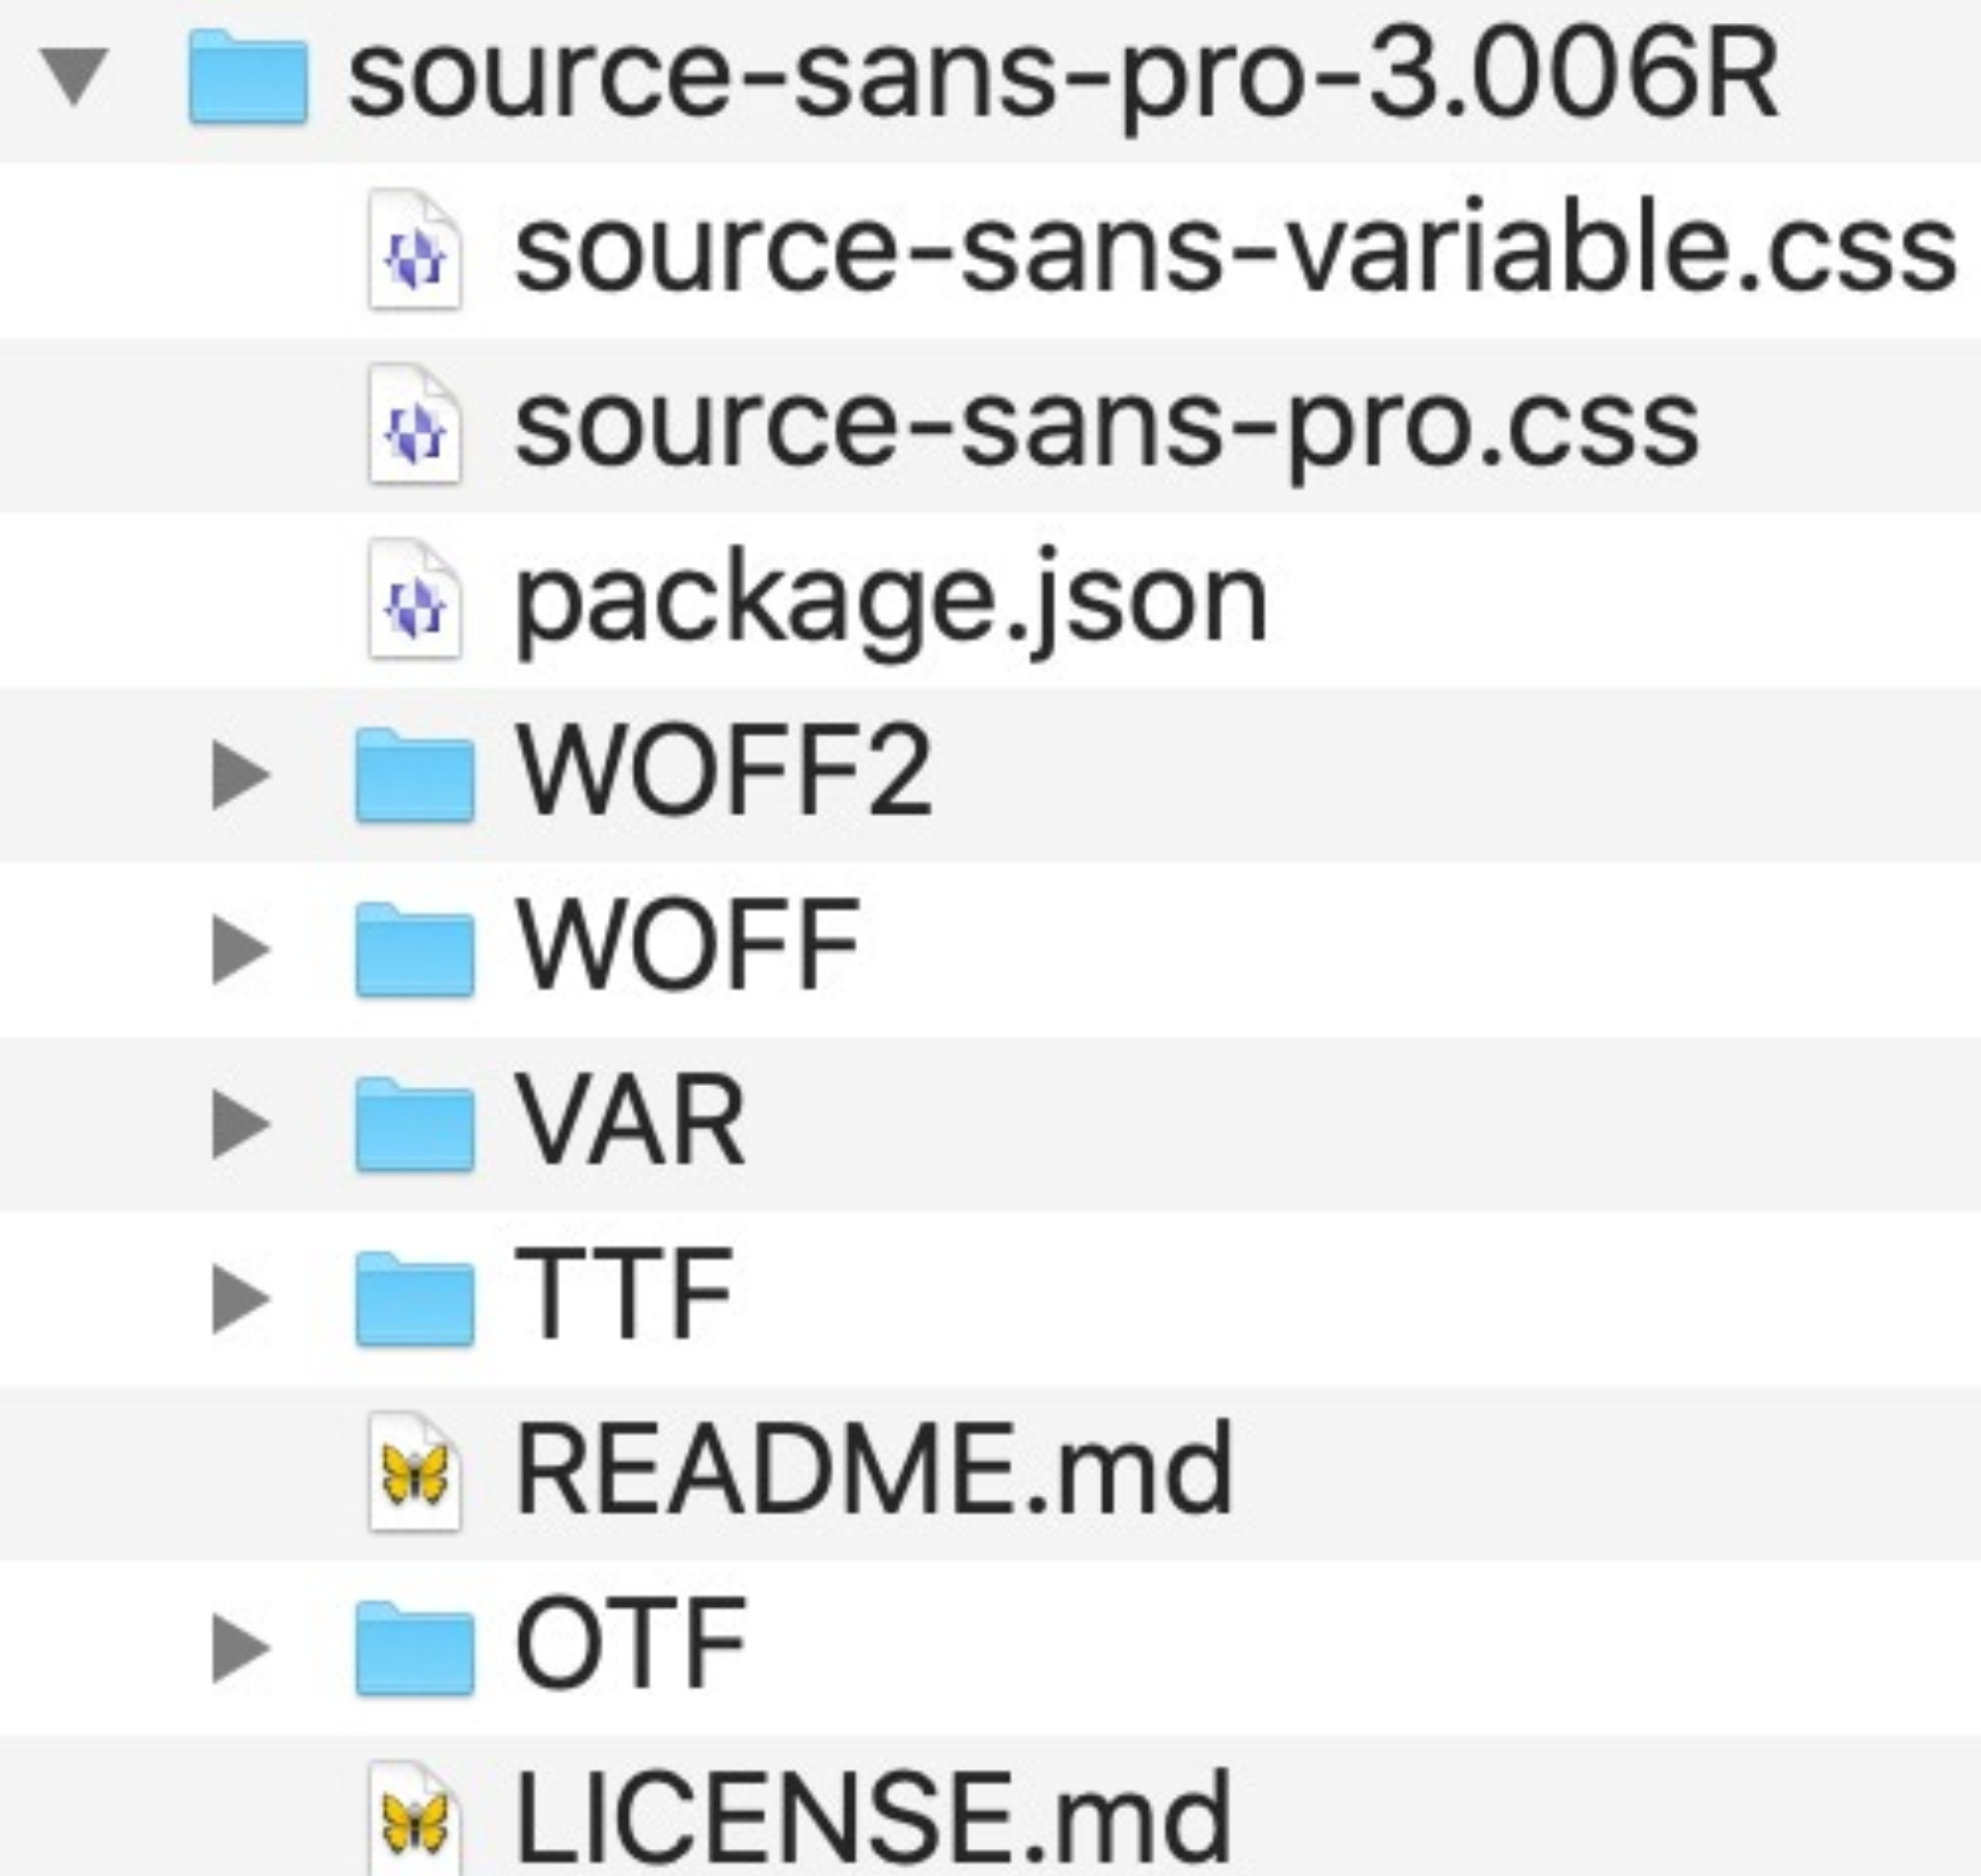 source-sans-pro-3.006R
source-sans-variable.css
source-sans-pro.css
package.json
WOFF2
WOFF
VAR
TTF
README.md
OTF
LICENSE.md